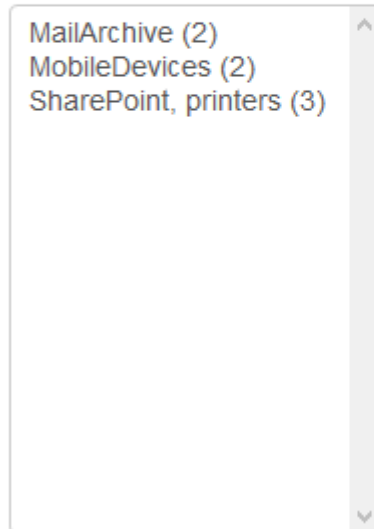 MailArchive (2)
MobileDevices (2)
SharePoint, printers (3)